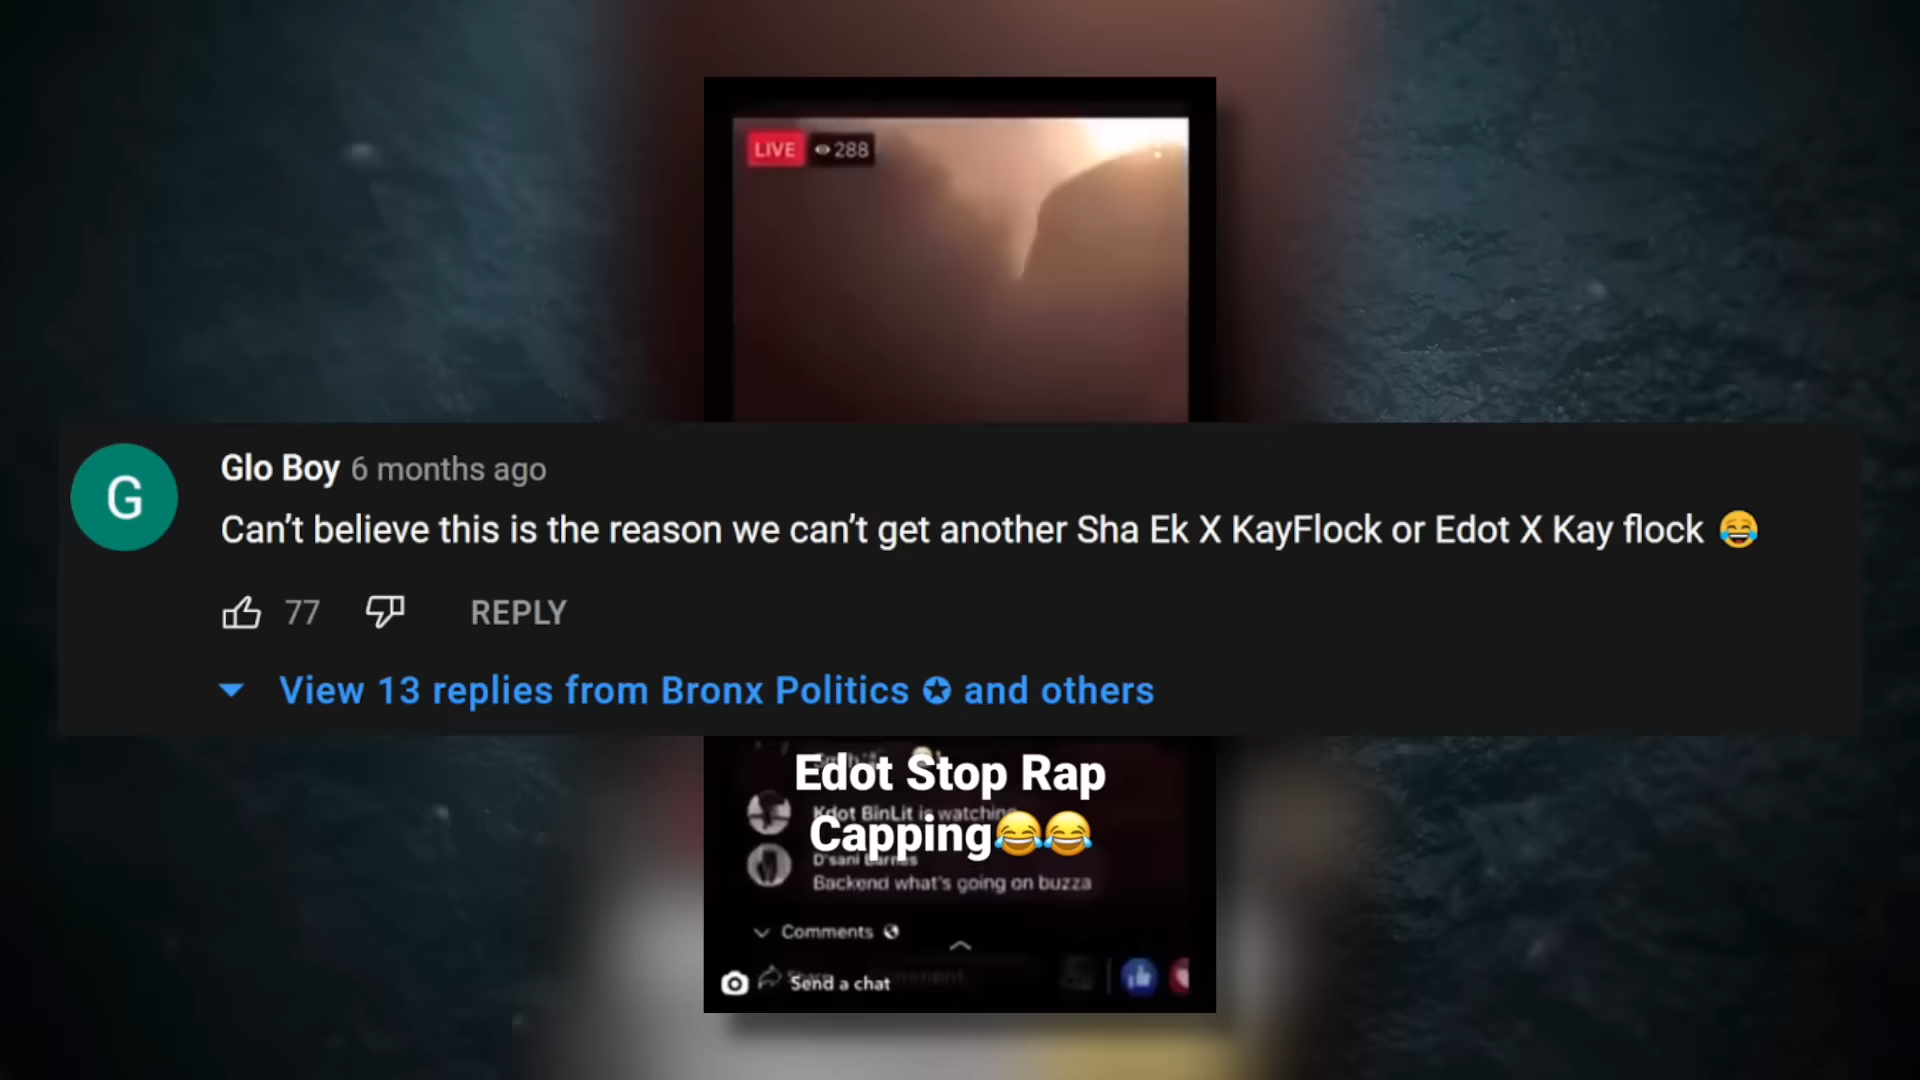 LIVE 288
G
Glo Boy 6 months ago
Can’t believe this is the reason we can’t get another Sha Ek X KayFlock or Edot X Kay flock 😂
77 REPLY
View 13 replies from Bronx Politics and others
Edot Stop Rap
Kdot BinLit is watching
Capping😂😂
D'sani Barnes
Backend what's going on buzza
Comments
Send a chat